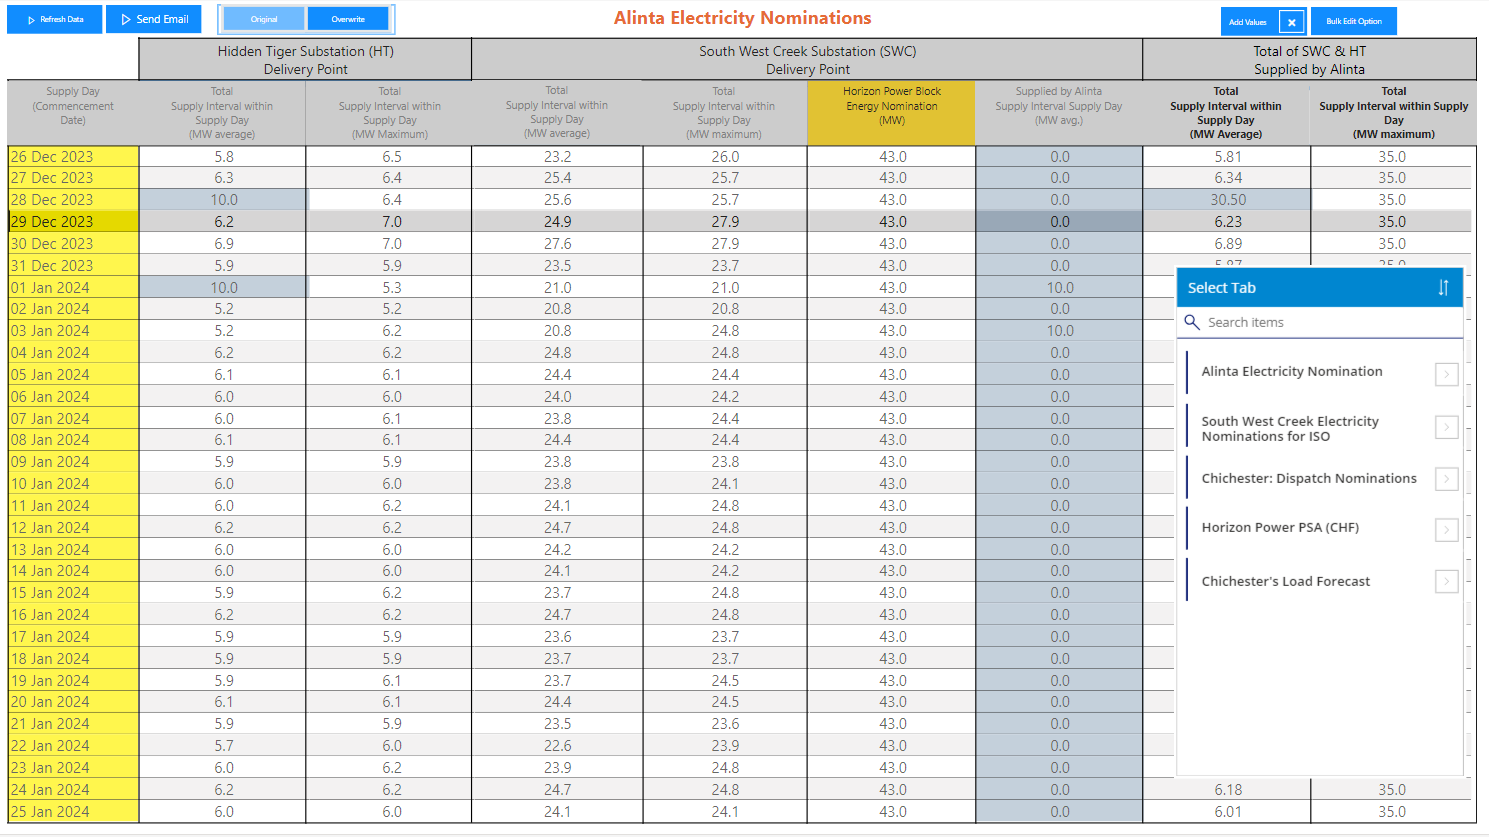 Refresh Data Send Email Original Overwrite Alinta Electricity Nominations Add Values Bulk Edit Option
Hidden Tiger Substation (HT)
Delivery Point
South West Creek Substation (SWC)
Delivery Point
Total of SWC & HT
Supplied by Alinta
Supply Day
(Commencement
Date)
Total
Supply Interval within
Supply Day
(MW average)
Total
Supply Interval within
Supply Day
(MW Maximum)
Total
Supply Interval within
Supply Day
(MW average)
Total
Supply Interval within
Supply Day
(MW maximum)
Horizon Power Block
Energy Nomination
(MW)
Supplied by Alinta
Supply Interval Supply Day
(MW avg.)
Total
Supply Interval within
Supply Day
(MW Average)
Total
Supply Interval within Supply
Day
(MW maximum)
26 Dec 2023 5.8 6.5 23.2 26.0 43.0 0.0 5.81 35.0
27 Dec 2023 6.3 6.4 25.4 25.7 43.0 0.0 6.34 35.0
28 Dec 2023 10.0 6.4 25.6 25.7 43.0 0.0 30.50 35.0
29 Dec 2023 6.2 7.0 24.9 27.9 43.0 0.0 6.23 35.0
30 Dec 2023 6.9 7.0 27.6 27.9 43.0 0.0 6.89 35.0
31 Dec 2023 5.9 5.9 23.5 23.7 43.0 0.0 5.87 35.0
01 Jan 2024 10.0 5.3 21.0 21.0 43.0 10.0
02 Jan 2024 5.2 5.2 20.8 20.8 43.0 0.0
03 Jan 2024 5.2 6.2 20.8 24.8 43.0 10.0
04 Jan 2024 6.2 6.2 24.8 24.8 43.0 0.0
05 Jan 2024 6.1 6.1 24.4 24.4 43.0 0.0
06 Jan 2024 6.0 6.0 24.0 24.2 43.0 0.0
07 Jan 2024 6.0 6.1 23.8 24.4 43.0 0.0
08 Jan 2024 6.1 6.1 24.4 24.4 43.0 0.0
09 Jan 2024 5.9 5.9 23.8 23.8 43.0 0.0
10 Jan 2024 6.0 6.0 23.8 24.1 43.0 0.0
11 Jan 2024 6.0 6.2 24.1 24.8 43.0 0.0
12 Jan 2024 6.2 6.2 24.7 24.8 43.0 0.0
13 Jan 2024 6.0 6.0 24.2 24.2 43.0 0.0
14 Jan 2024 6.0 6.0 24.1 24.2 43.0 0.0
15 Jan 2024 5.9 6.2 23.7 24.8 43.0 0.0
16 Jan 2024 6.2 6.2 24.7 24.8 43.0 0.0
17 Jan 2024 5.9 5.9 23.6 23.7 43.0 0.0
18 Jan 2024 5.9 5.9 23.7 23.7 43.0 0.0
19 Jan 2024 5.9 6.1 23.7 24.5 43.0 0.0
20 Jan 2024 6.1 6.1 24.4 24.5 43.0 0.0
21 Jan 2024 5.9 5.9 23.5 23.6 43.0 0.0
22 Jan 2024 5.7 6.0 22.6 23.9 43.0 0.0
23 Jan 2024 6.0 6.2 23.9 24.8 43.0 0.0
24 Jan 2024 6.2 6.2 24.7 24.8 43.0 0.0 6.18 35.0
25 Jan 2024 6.0 6.0 24.1 24.1 43.0 0.0 6.01 35.0
Select Tab
Search items
Alinta Electricity Nomination
South West Creek Electricity
Nominations for ISO
Chichester: Dispatch Nominations
Horizon Power PSA (CHF)
Chichester's Load Forecast